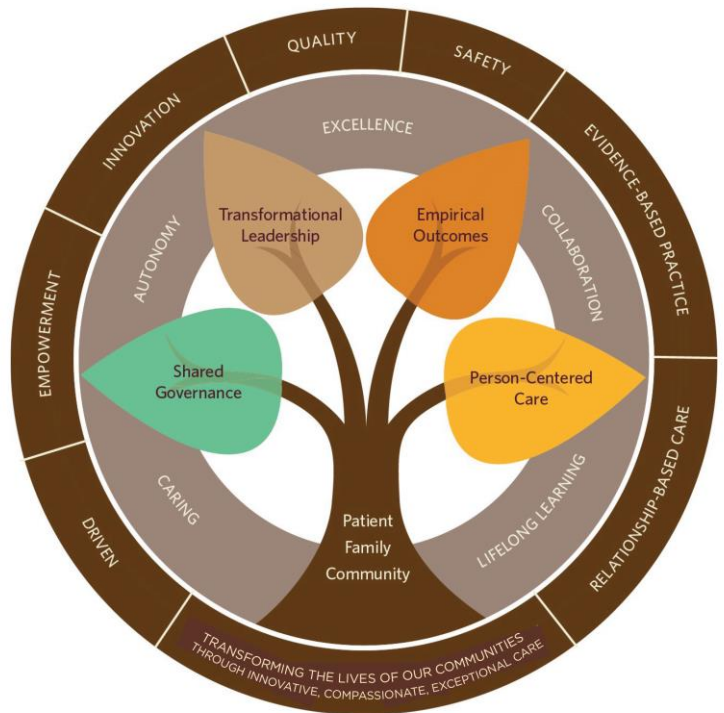 QUALITY
SAFETY
INNOVATION
EVIDENCE-BASED PRACTICE
EMPOWERMENT
RELATIONSHIP-BASED CARE
DRIVEN
EXCELLENCE
AUTONOMY
COLLABORATION
CARING
LIFELONG LEARNING
Transformational
Leadership
Empirical
Outcomes
Shared
Governance
Person-Centered
Care
Patient
Family
Community
TRANSFORMING THE LIVES OF OUR COMMUNITIES
THROUGH INNOVATIVE, COMPASSIONATE, EXCEPTIONAL CARE